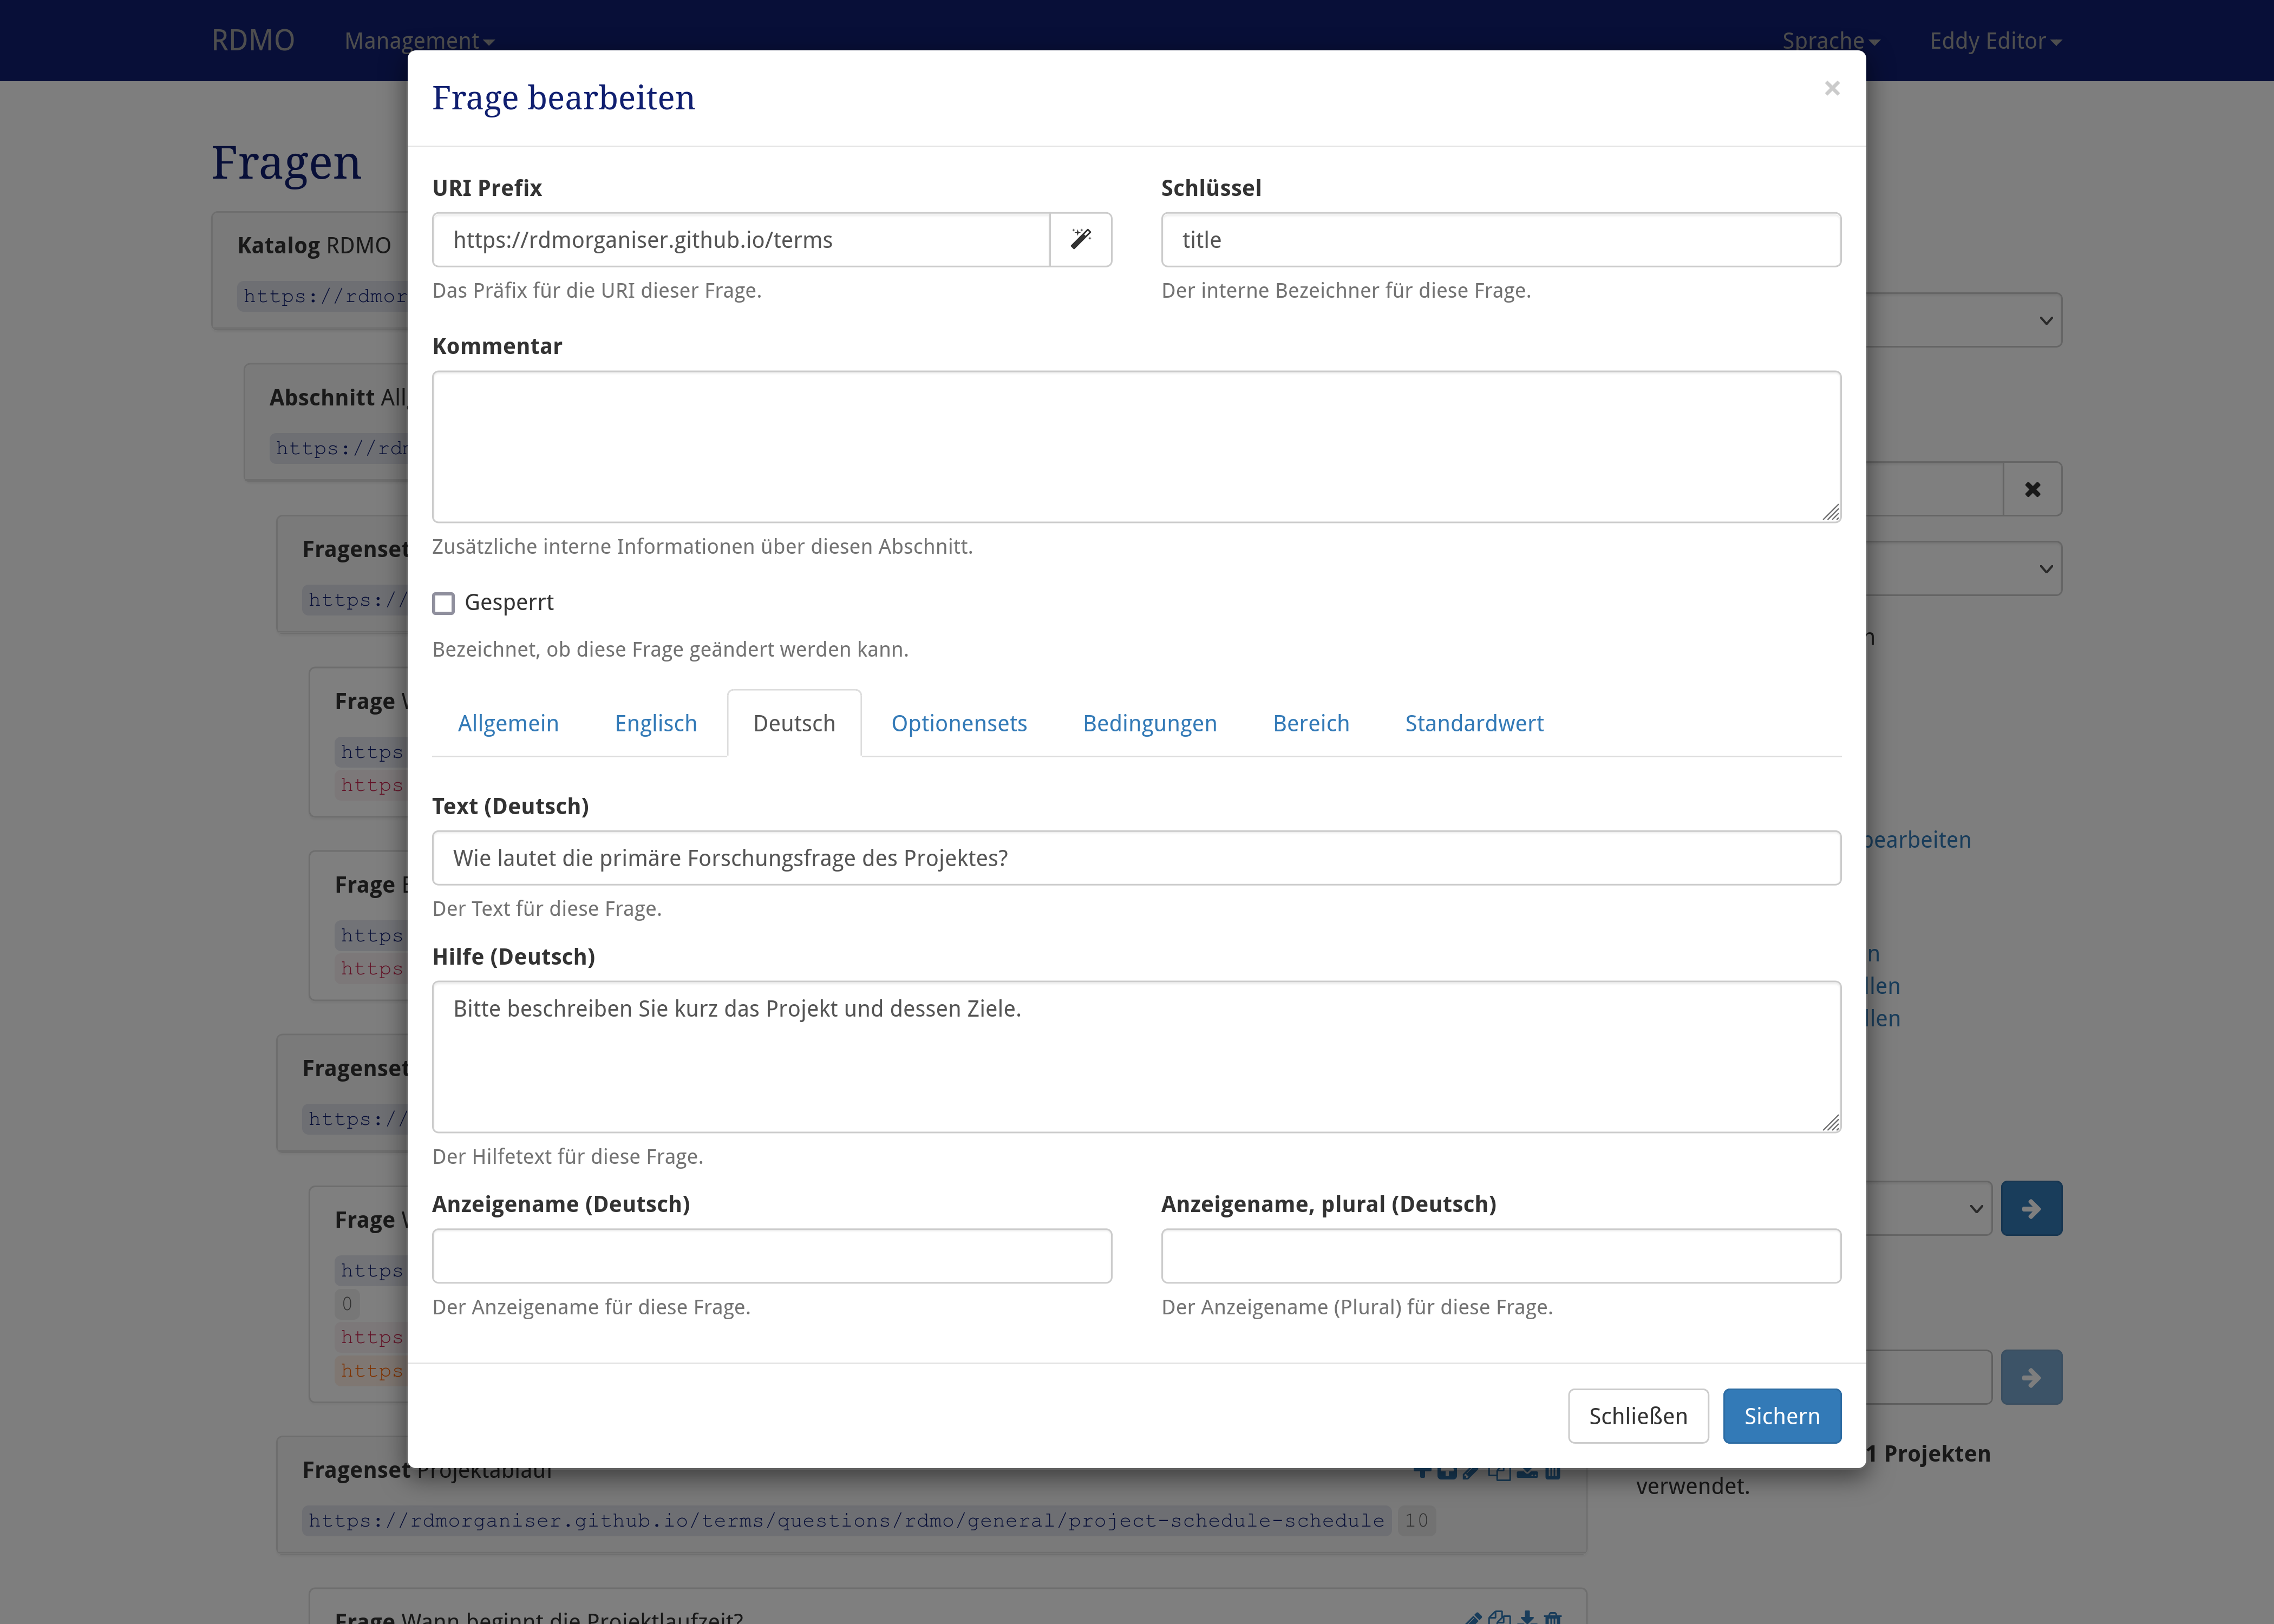 RDMO Management Sprache Eddy Editor
Frage bearbeiten ×
Fragen
URI Prefix Schlüssel
https://rdmorganiser.github.io/terms title
Das Präfix für die URI dieser Frage. Der interne Bezeichner für diese Frage.
Katalog RDMO
https://rdmor
Kommentar
Abschnitt All
https://rdm
Zusätzliche interne Informationen über diesen Abschnitt.
Fragenset
https://
Gesperrt
Bezeichnet, ob diese Frage geändert werden kann.
Frage
https
https
Allgemein Englisch Deutsch Optionensets Bedingungen Bereich Standardwert
Text (Deutsch)
Wie lautet die primäre Forschungsfrage des Projektes?
bearbeiten
Der Text für diese Frage.
Frage
https
https
Hilfe (Deutsch)
Bitte beschreiben Sie kurz das Projekt und dessen Ziele.
n
llen
llen
Der Hilfetext für diese Frage.
Fragenset
https://
Anzeigename (Deutsch) Anzeigename, plural (Deutsch)
Der Anzeigename für diese Frage. Der Anzeigename (Plural) für diese Frage.
Frage
https
0
https
https
Schließen Sichern
1 Projekten
verwendet.
Fragenset Projektablauf
https://rdmorganiser.github.io/terms/questions/rdmo/general/project-schedule-schedule 10
Frage Wann beginnt die Projektlaufzeit?